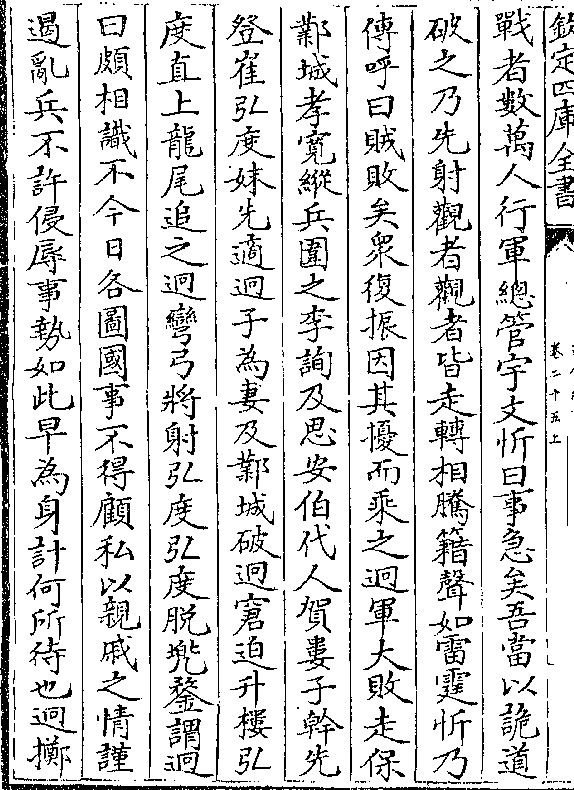 欽定四庫全書
卷二十五上
戰者數萬人行軍總管宇文忻曰事急矣吾當以詭道
破之乃先射觀者觀者皆走轉相騰籍聲如雷霆忻乃
傳呼曰賊敗矣衆復振因其擾而乘之迥軍大敗走保
鄴城孝寛縱兵圍之李詢及思安伯代人賀婁子幹先
登崔弘度妹先適迥子為妻及鄴城破迥窘迫升樓弘
度直上龍尾追之迥彎弓將射弘度弘度脱兠鍪謂迥
曰頗相識不今日各圖國事不得顧私以親戚之情謹
遏亂兵不許侵辱事勢如此早為身計何所待也迥擲